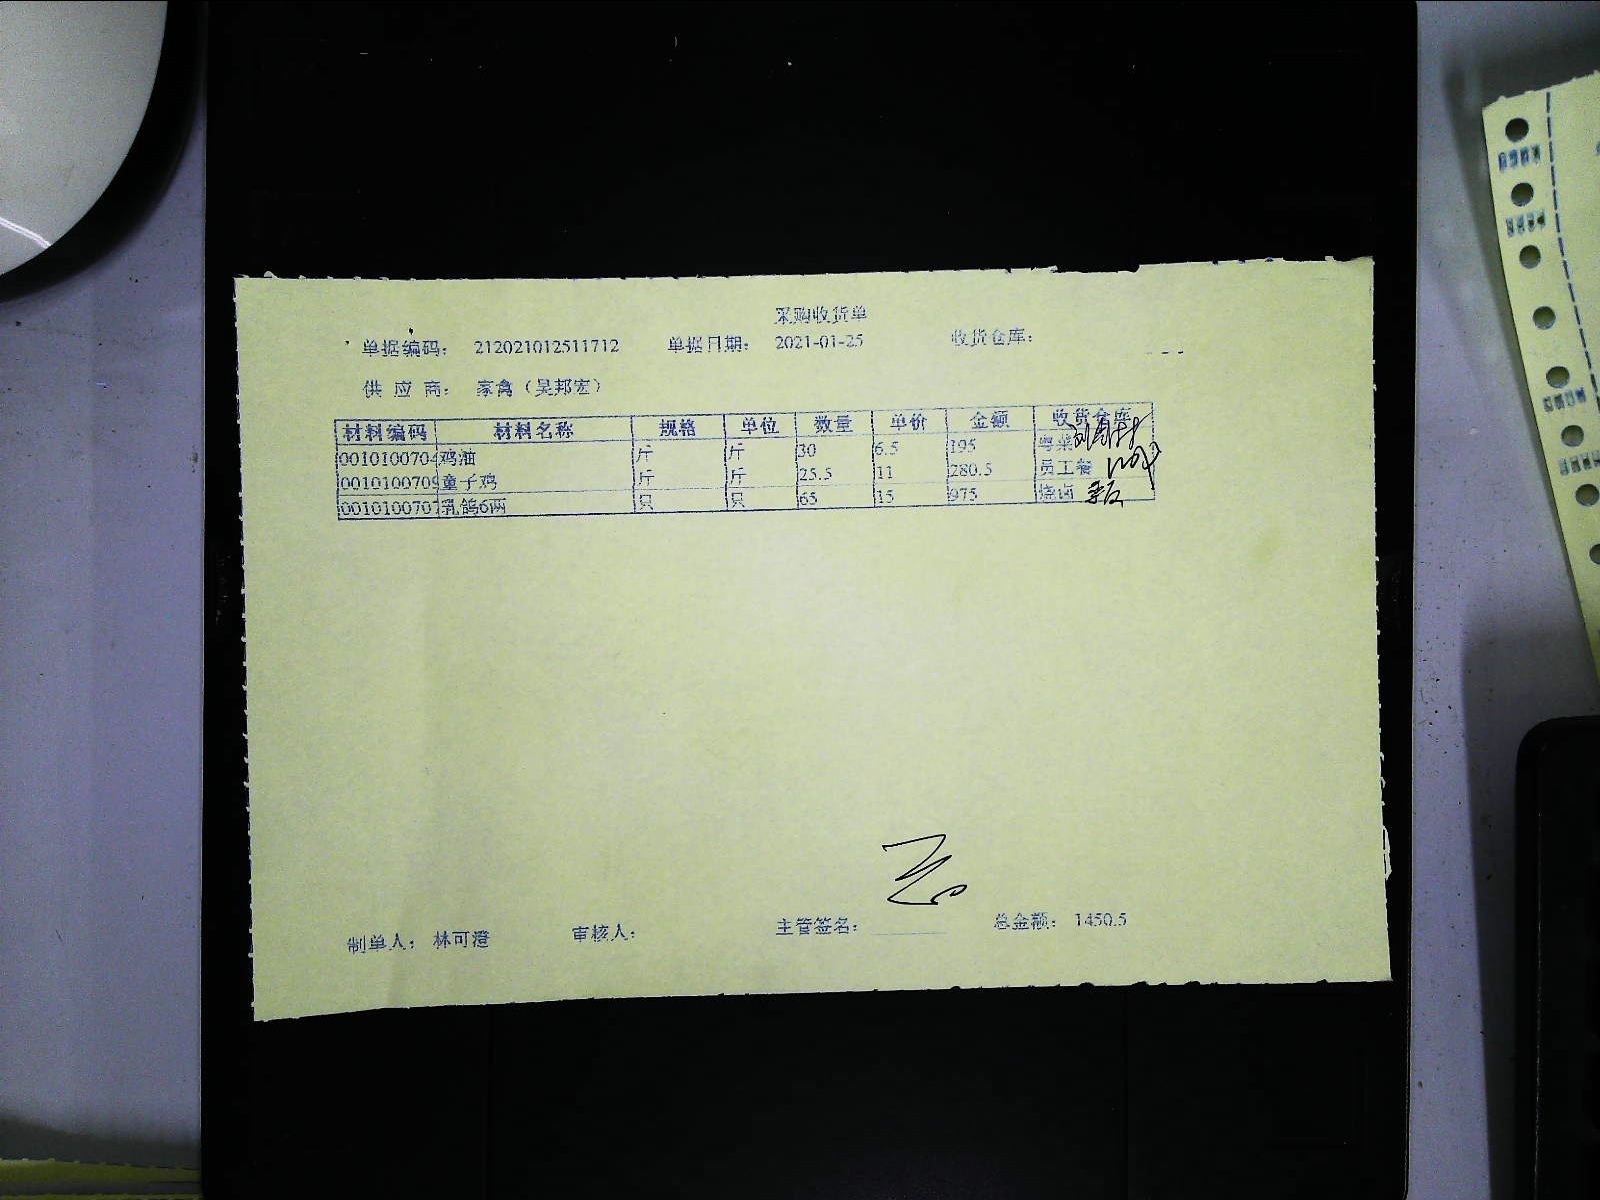 采购收货单
单据编码： 212021012511712 单据日期： 2021-01-25 收货仓库：
供 应 商： 家禽（吴邦宏）
材料编码 材料名称 规格 单位 数量 单价 金额 收货仓库
0010100704 鸡油 斤 斤 30 6.5 195 粤菜
0010100709 童子鸡 斤 斤 25.5 11 280.5 员工餐
0010100707 乳鸽6两 只 只 65 15 975 烧卤
制单人： 林可澄 审核人： 主管签名： 总金额： 1450.5